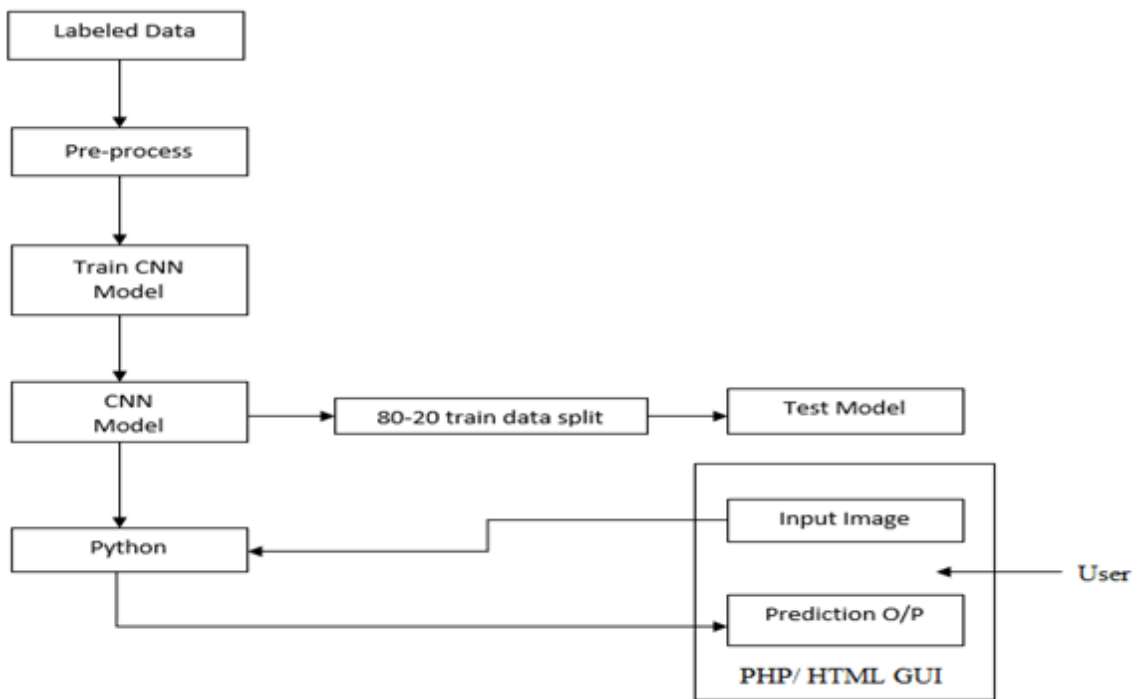 Labeled Data
Pre-process
Train CNN
Model
CNN
Model
80-20 train data split
Test Model
Input Image
Python
User
Prediction O/P
PHP/ HTML GUI